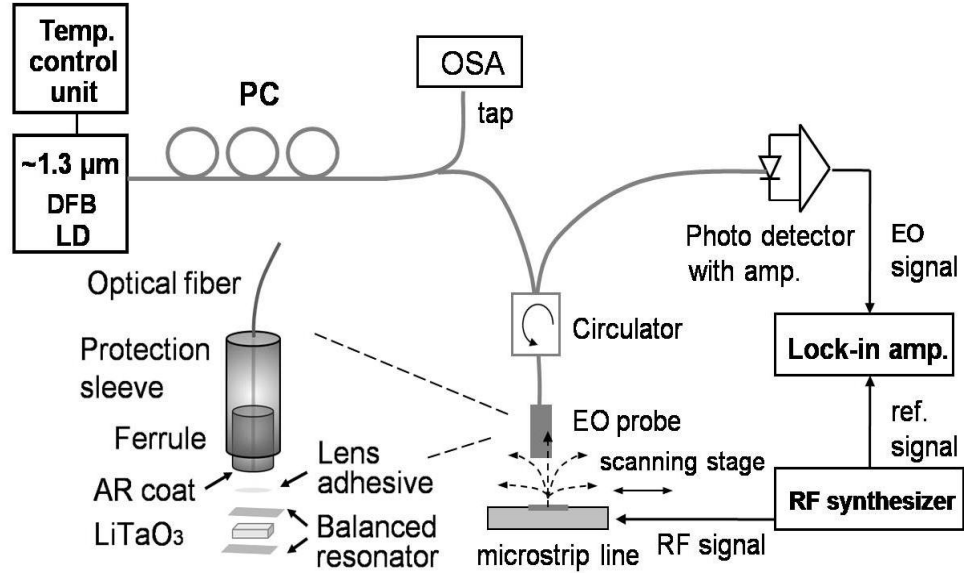 Temp.
control
unit
~1.3 μm
DFB
LD
PC
OSA
tap
Photo detector
with amp.
EO
signal
Circulator
Lock-in amp.
Optical fiber
Protection
sleeve
Ferrule
AR coat
Lens
adhesive
LiTaO3
Balanced
resonator
EO probe
scanning stage
ref.
signal
RF synthesizer
microstrip line
RF signal